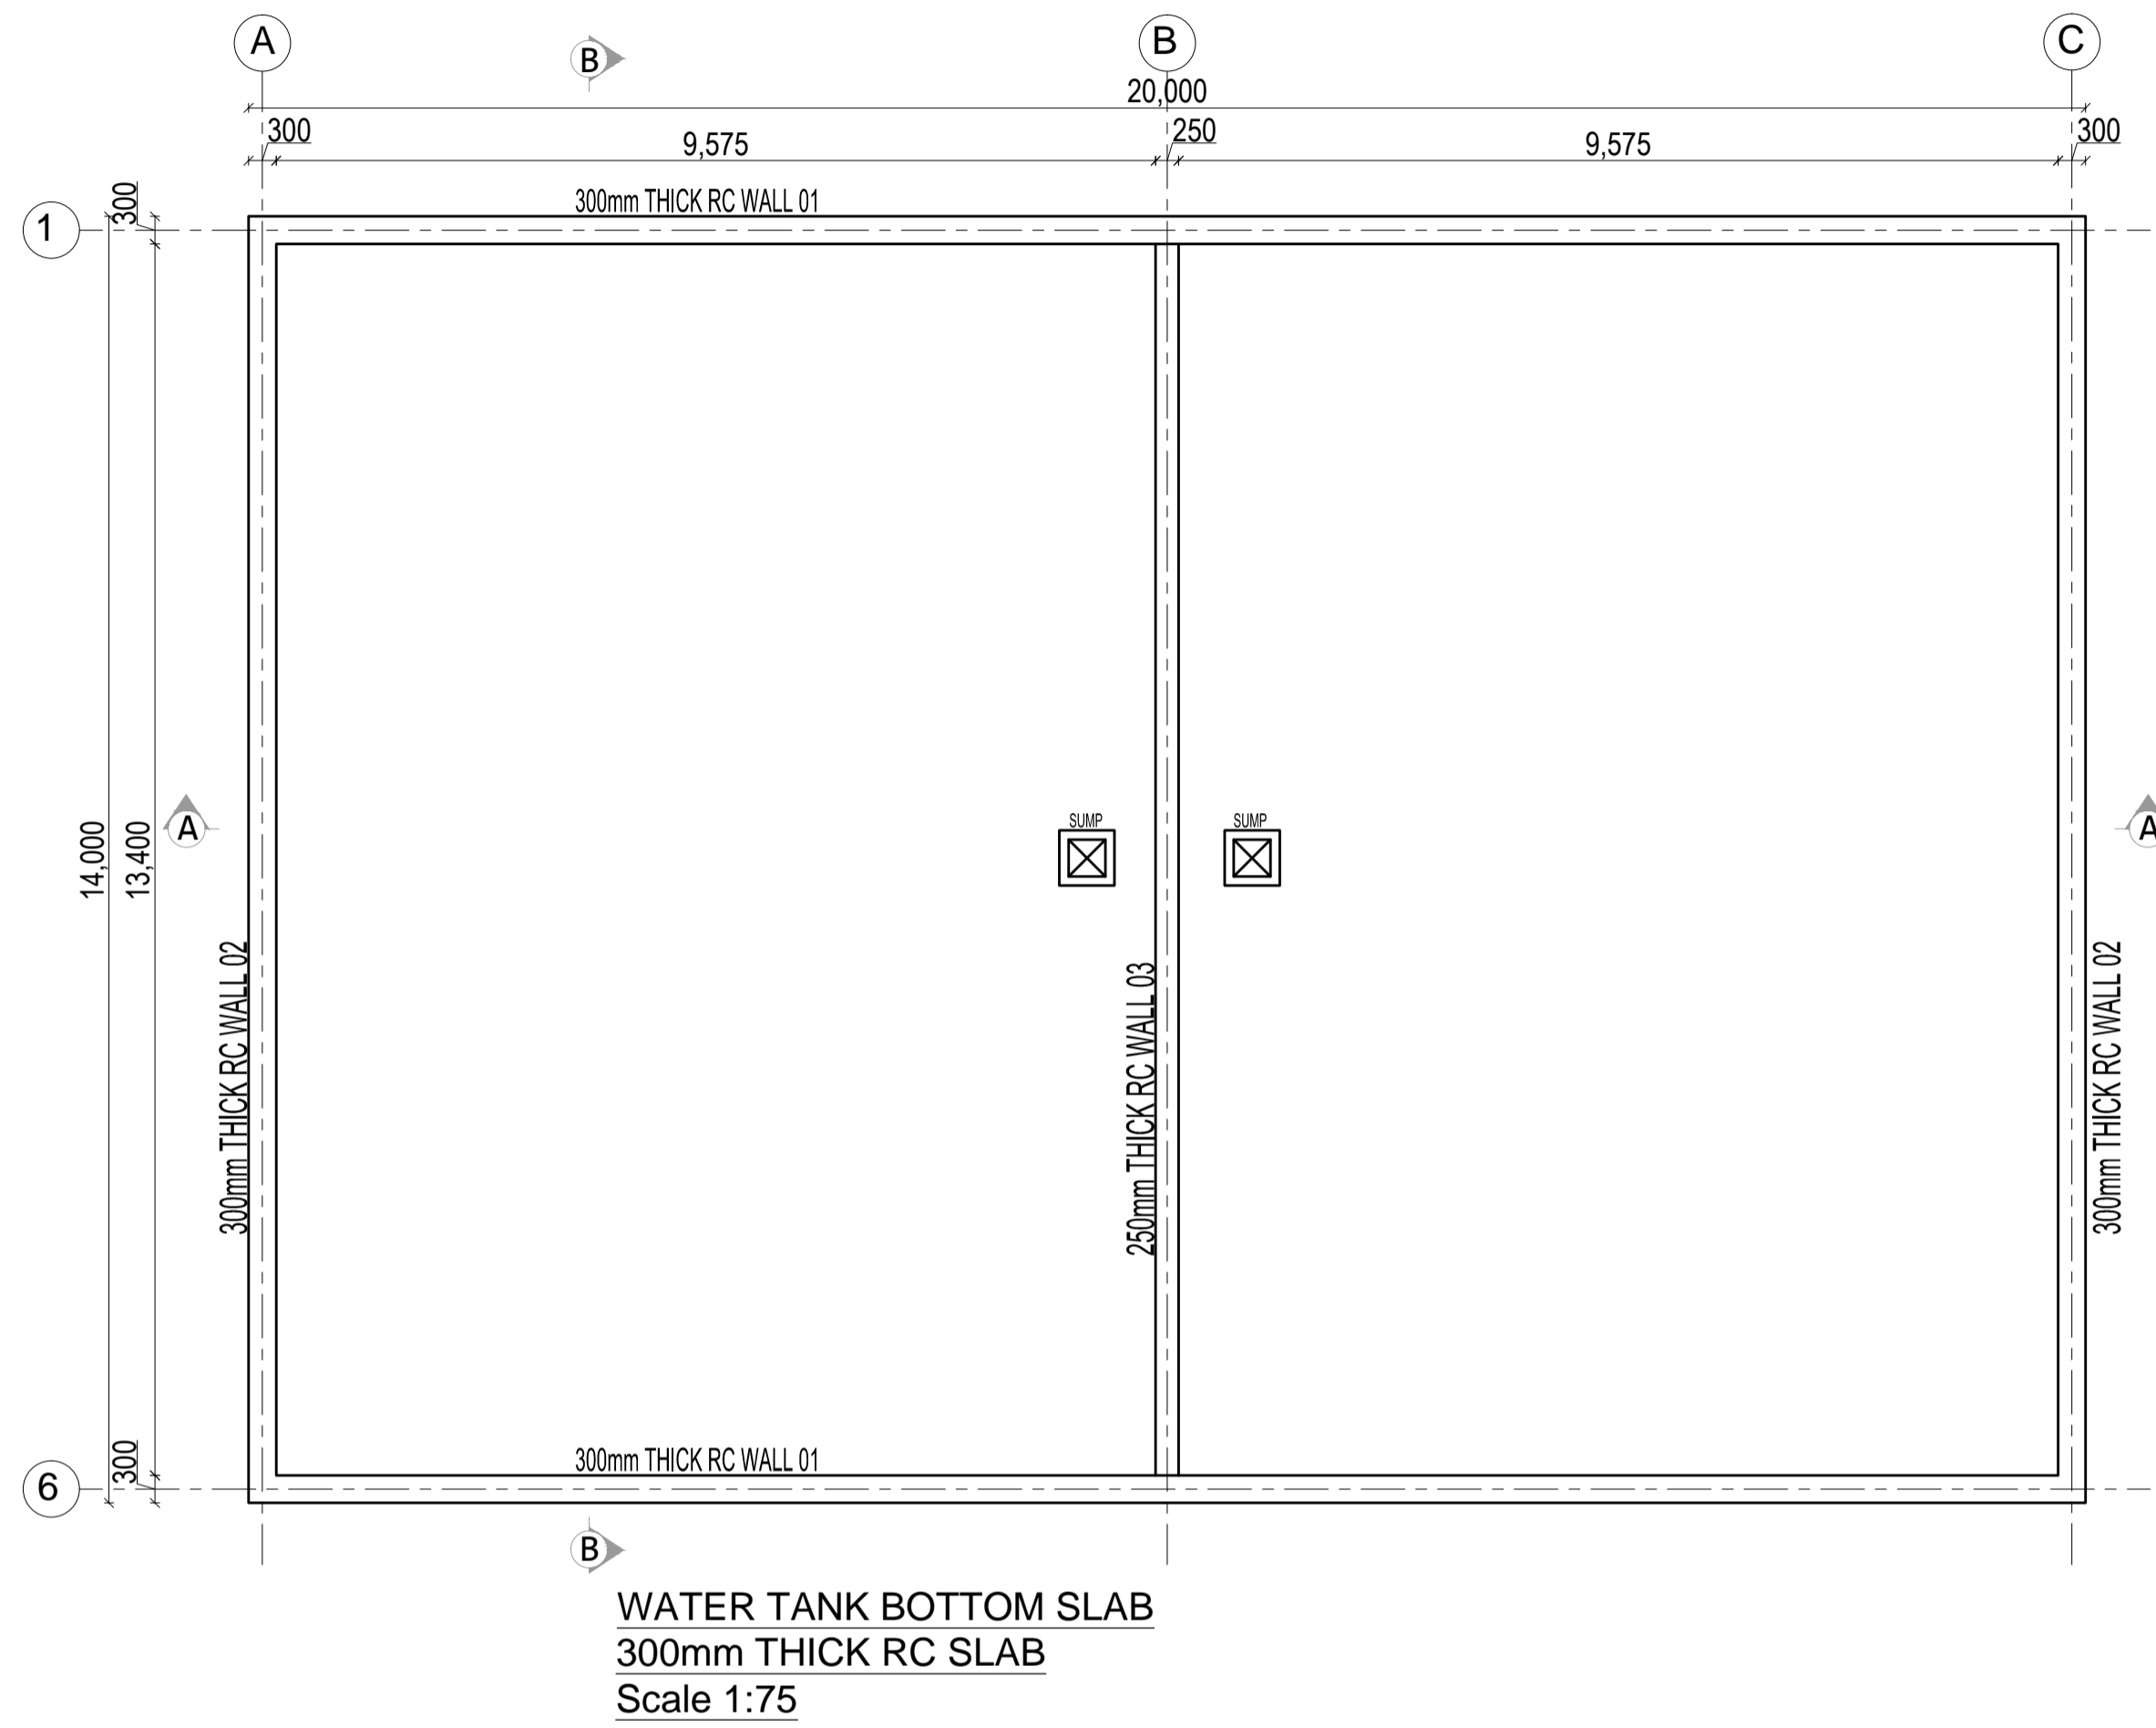 A
B
B
C
20,000
300
9,575
250
9,575
300
300
300mm THICK RC WALL 01
1
SUMP
SUMP
A
A
14,000
13,400
300mm THICK RC WALL 02
250mm THICK RC WALL 03
300mm THICK RC WALL 02
300
300mm THICK RC WALL 01
6
B
WATER TANK BOTTOM SLAB
300mm THICK RC SLAB
Scale 1:75